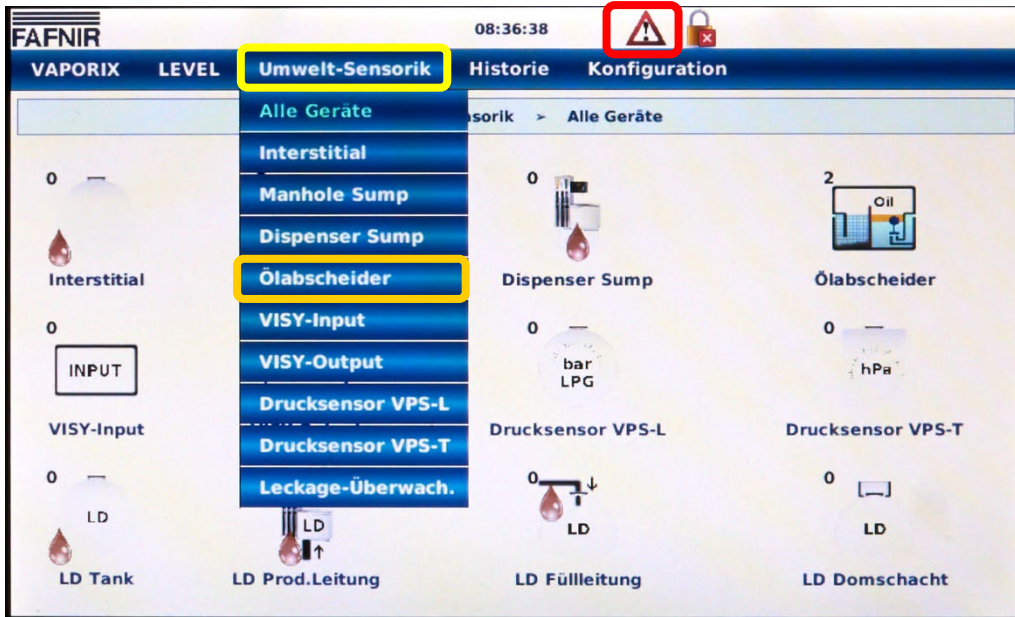 FAFNIR
08:36:38
VAPORIX LEVEL Umwelt-Sensorik Historie Konfiguration
sorik ➢ Alle Geräte
Alle Geräte
Interstitial
Manhole Sump
Dispenser Sump
Ölabscheider
VISY-Input
VISY-Output
Drucksensor VPS-L
Drucksensor VPS-T
Leckage-Überwach.
0
Interstitial
0
Dispenser Sump
2
Oil
Ölabscheider
0
INPUT
VISY-Input
0
bar
LPG
Drucksensor VPS-L
0
hPa
Drucksensor VPS-T
0
LD
LD Tank
LD
LD Prod.Leitung
0
LD
LD Füllleitung
0
LD
LD Domschacht